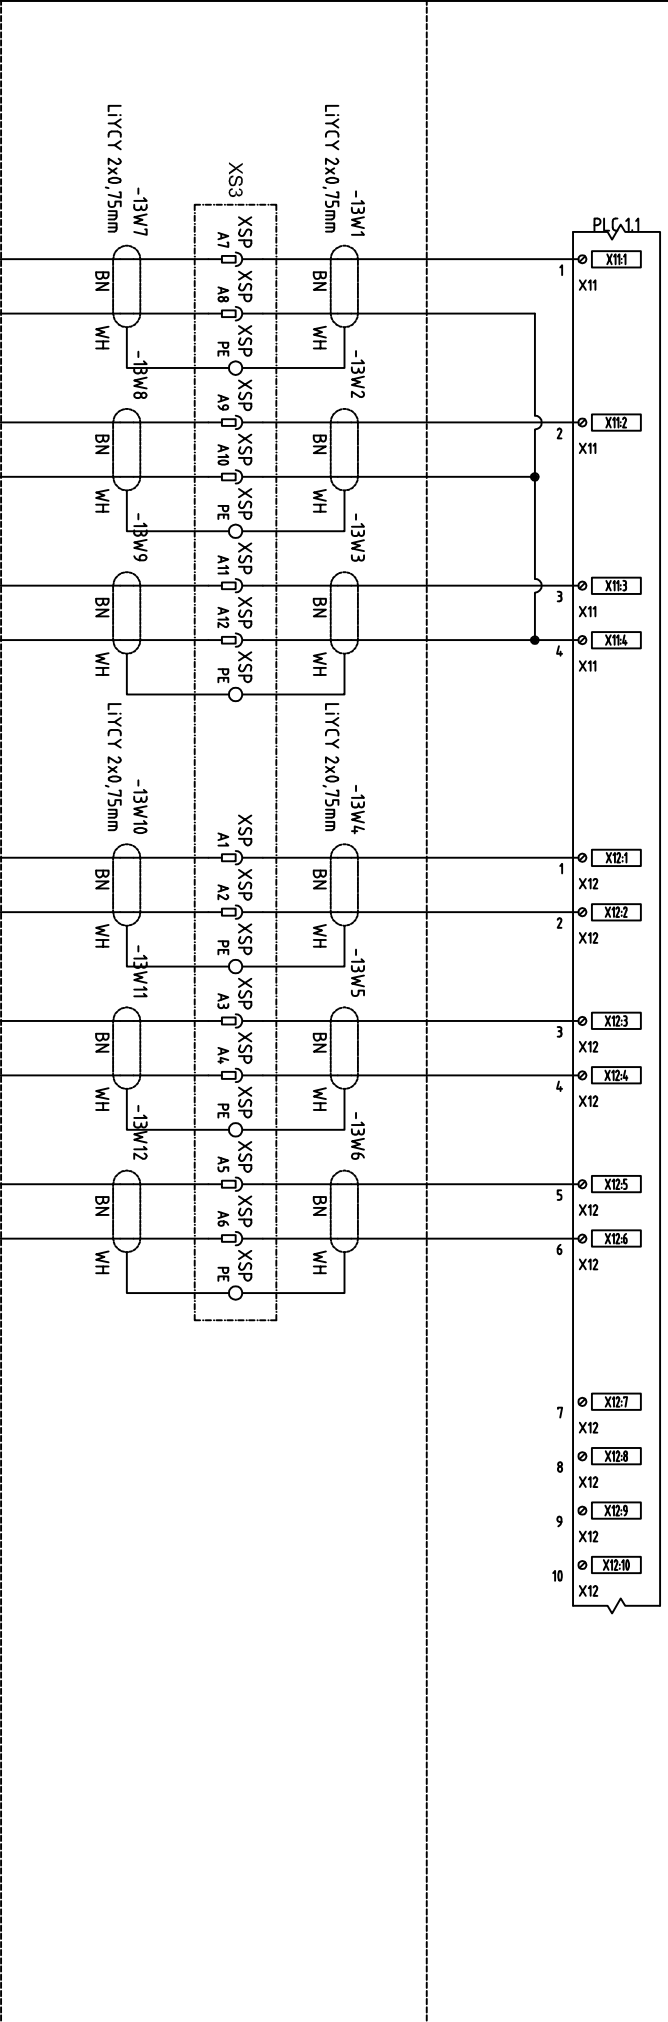 LiYCY 2x0,75mm
-13W7
XS3
LiYCY 2x0,75mm
-13W1
PLC 1.1
XSP
A7
BN
BN
1
X11:1
X11
XSP
A8
WH
WH
XSP
PE
-13W8
-13W2
XSP
A9
BN
BN
2
X11:2
X11
XSP
A10
WH
WH
XSP
PE
-13W9
-13W3
XSP
A11
BN
BN
3
X11:3
X11
XSP
A12
WH
WH
4
X11:4
X11
XSP
PE
LiYCY 2x0,75mm
-13W10
LiYCY 2x0,75mm
-13W4
XSP
A1
BN
BN
1
X12:1
X12
XSP
A2
WH
WH
2
X12:2
X12
XSP
PE
-13W11
-13W5
XSP
A3
BN
BN
3
X12:3
X12
XSP
A4
WH
WH
4
X12:4
X12
XSP
PE
-13W12
-13W6
XSP
A5
BN
BN
5
X12:5
X12
XSP
A6
WH
WH
6
X12:6
X12
XSP
PE
7
X12:7
X12
8
X12:8
X12
9
X12:9
X12
10
X12:10
X12